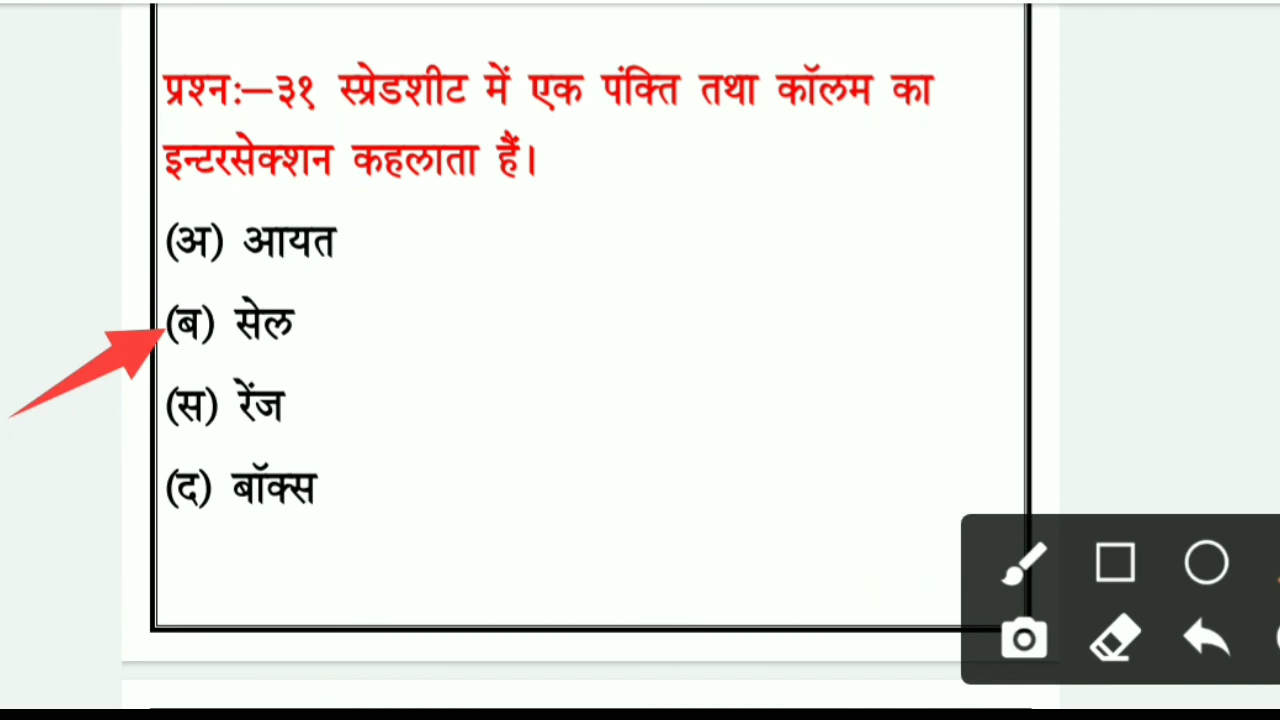 प्रश्नः–३१ स्प्रेडशीट में एक पंक्ति तथा कॉलम का
इन्टरसेक्शन कहलाता हैं।
(अ) आयत
(ब) सेल
(स) रेंज
(द) बॉक्स